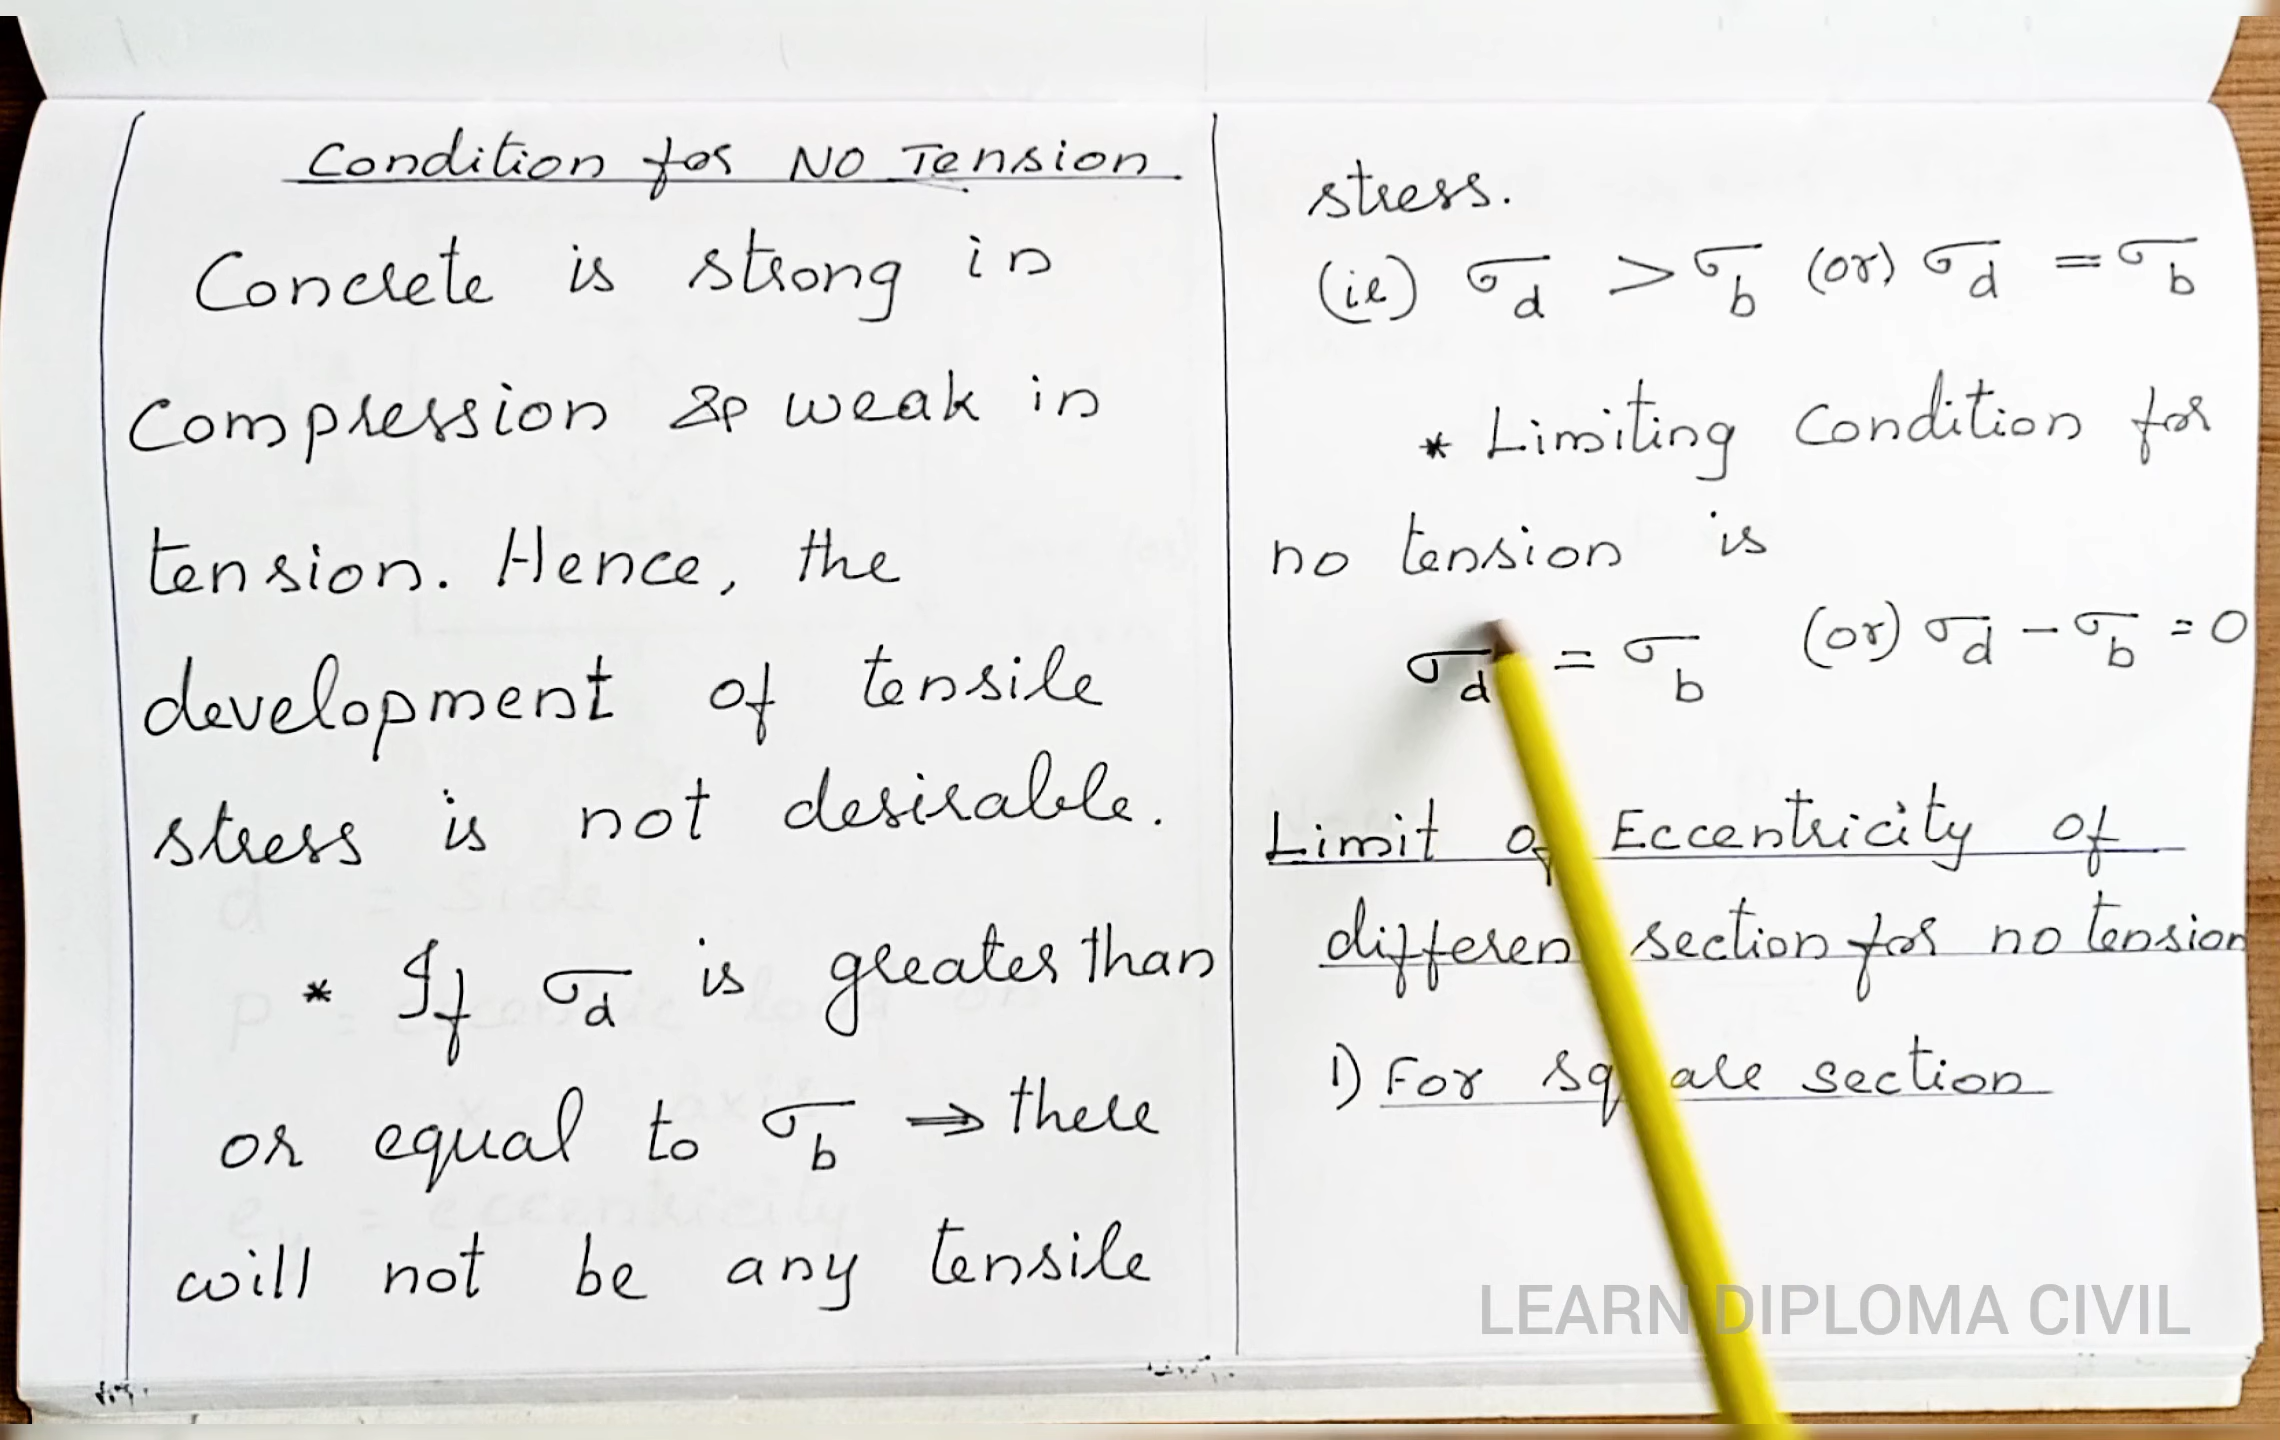 Condition for NO Tension
Concrete is strong in
Compression & weak in
tension. Hence, the
development of tensile
stress is not desirable.
* If σd is greater than
or equal to σb ⇒ there
will not be any tensile
stress.
(ie) σd > σb (or) σd = σb
* Limiting Condition for
no tension is
σd = σb (or) σd - σb = 0
Limit of Eccentricity of
differen section for no tension
1) For square section
LEARN DIPLOMA CIVIL